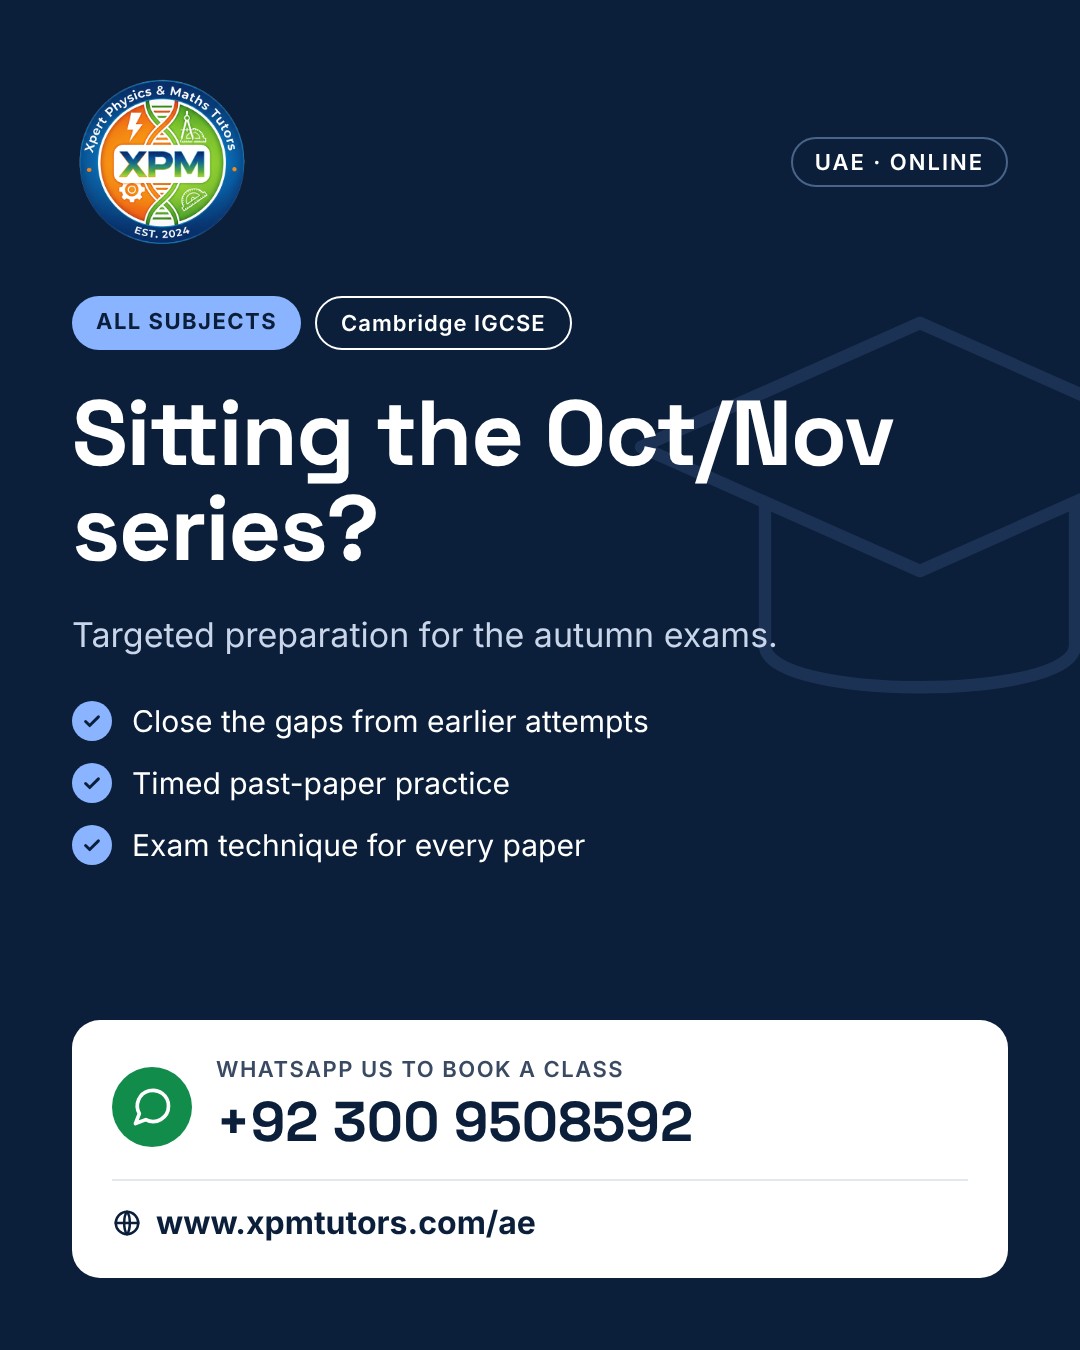 Xpert Physics & Maths Tutors
XPM
EST. 2024
UAE · ONLINE
ALL SUBJECTS
Cambridge IGCSE
Sitting the Oct/Nov
series?
Targeted preparation for the autumn exams.
Close the gaps from earlier attempts
Timed past-paper practice
Exam technique for every paper
WHATSAPP US TO BOOK A CLASS
+92 300 9508592
www.xpmtutors.com/ae